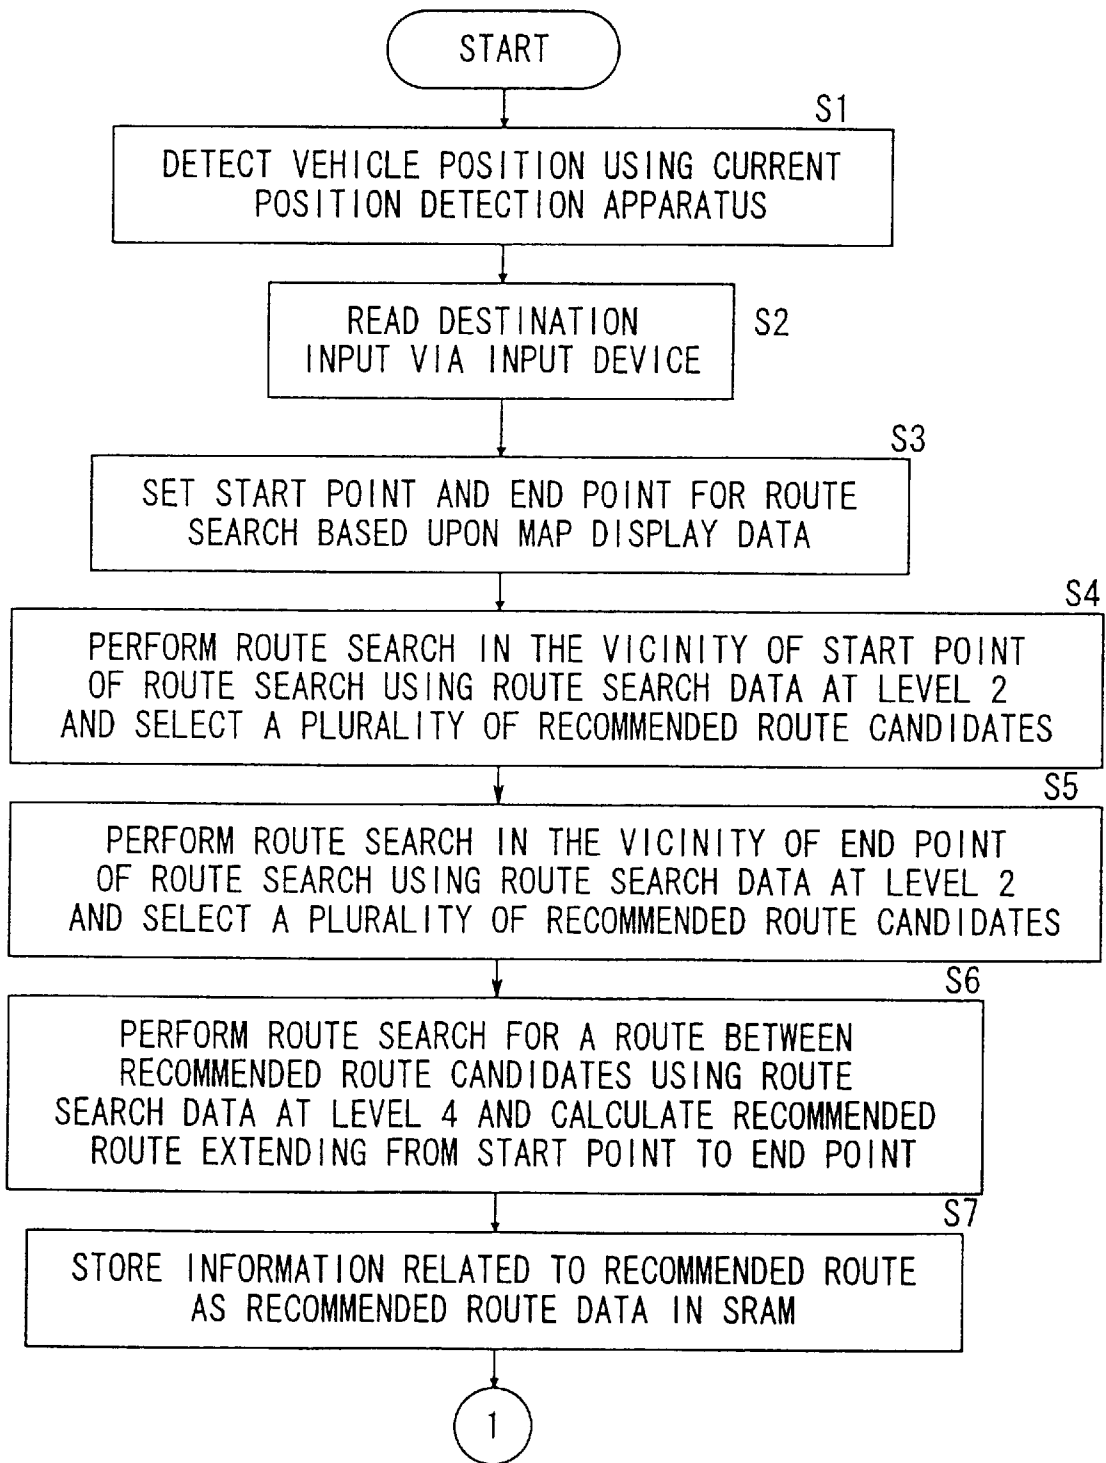 START
S1
DETECT VEHICLE POSITION USING CURRENT
POSITION DETECTION APPARATUS
READ DESTINATION
INPUT VIA INPUT DEVICE
S2
S3
SET START POINT AND END POINT FOR ROUTE
SEARCH BASED UPON MAP DISPLAY DATA
S4
PERFORM ROUTE SEARCH IN THE VICINITY OF START POINT
OF ROUTE SEARCH USING ROUTE SEARCH DATA AT LEVEL 2
AND SELECT A PLURALITY OF RECOMMENDED ROUTE CANDIDATES
S5
PERFORM ROUTE SEARCH IN THE VICINITY OF END POINT
OF ROUTE SEARCH USING ROUTE SEARCH DATA AT LEVEL 2
AND SELECT A PLURALITY OF RECOMMENDED ROUTE CANDIDATES
S6
PERFORM ROUTE SEARCH FOR A ROUTE BETWEEN
RECOMMENDED ROUTE CANDIDATES USING ROUTE
SEARCH DATA AT LEVEL 4 AND CALCULATE RECOMMENDED
ROUTE EXTENDING FROM START POINT TO END POINT
S7
STORE INFORMATION RELATED TO RECOMMENDED ROUTE
AS RECOMMENDED ROUTE DATA IN SRAM
1